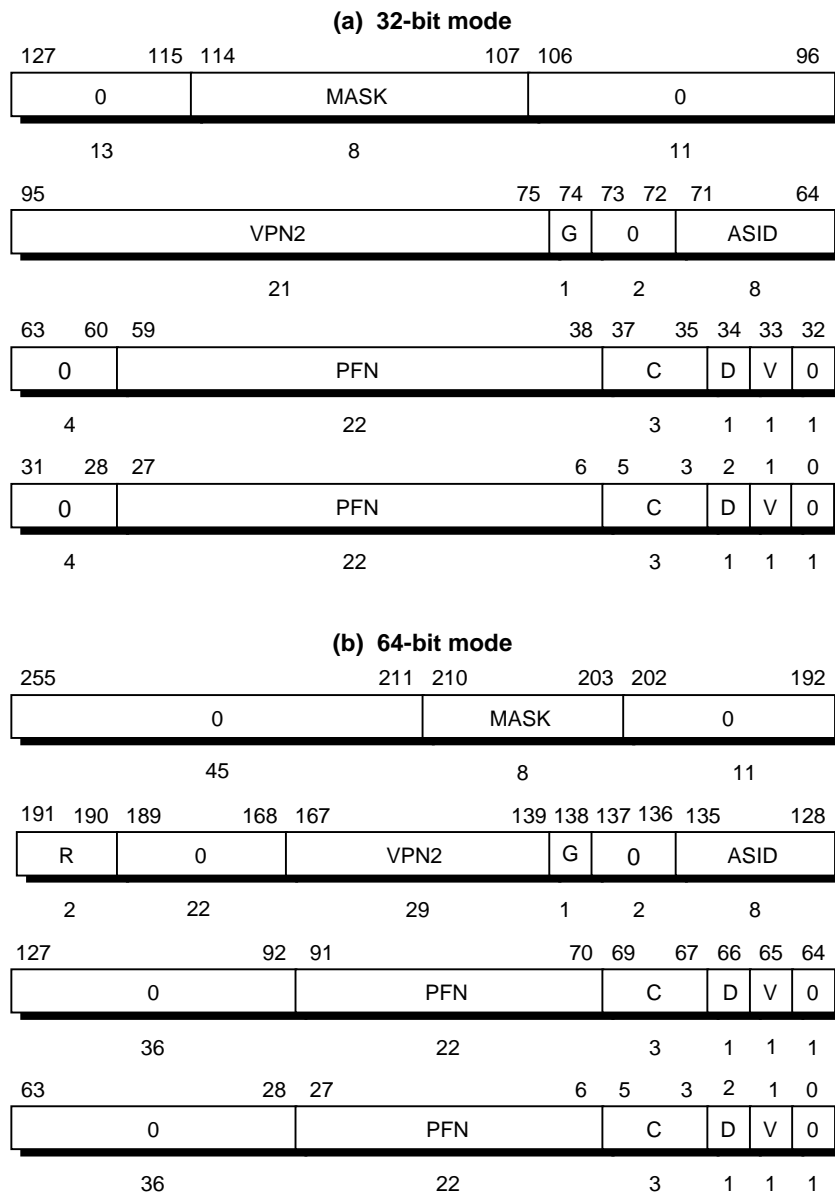 (a) 32-bit mode
127 115 114 107 106 96
0 MASK 0
13 8 11
95 75 74 73 72 71 64
VPN2 G 0 ASID
21 1 2 8
63 60 59 38 37 35 34 33 32
0 PFN C D V 0
4 22 3 1 1 1
31 28 27 6 5 3 2 1 0
0 PFN C D V 0
4 22 3 1 1 1
(b) 64-bit mode
255 211 210 203 202 192
0 MASK 0
45 8 11
191 190 189 168 167 139 138 137 136 135 128
R 0 VPN2 G 0 ASID
2 22 29 1 2 8
127 92 91 70 69 67 66 65 64
0 PFN C D V 0
36 22 3 1 1 1
63 28 27 6 5 3 2 1 0
0 PFN C D V 0
36 22 3 1 1 1